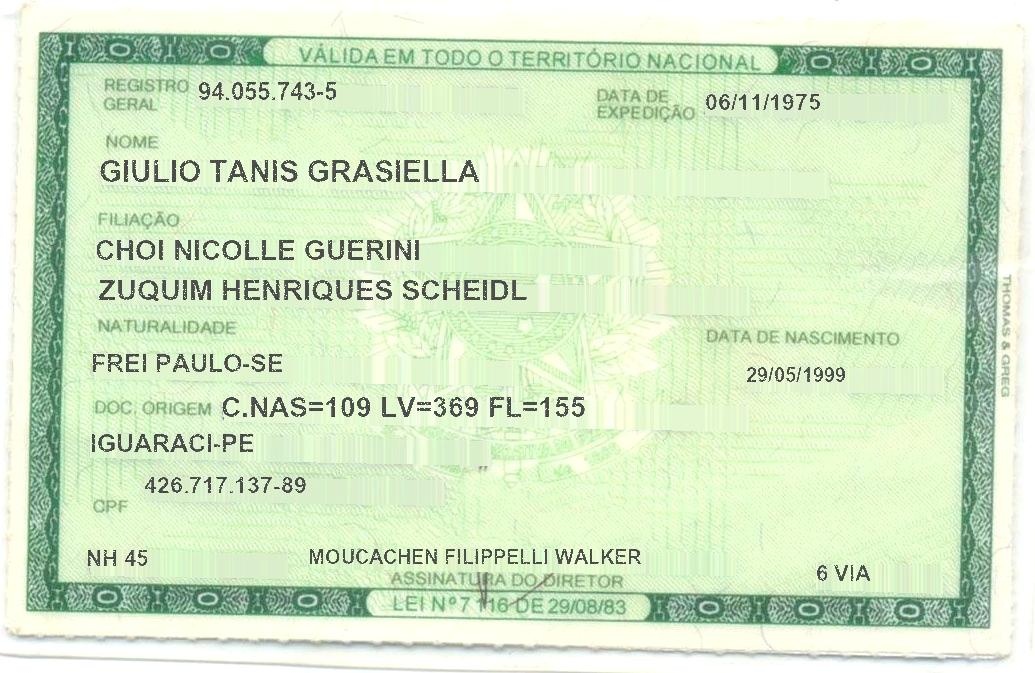 VÁLIDA EM TODO O TERRITÓRIO NACIONAL
REGISTRO GERAL 94.055.743-5
DATA DE EXPEDIÇÃO 06/11/1975
NOME
GIULIO TANIS GRASIELLA
FILIAÇÃO
CHOI NICOLLE GUERINI
ZUQUIM HENRIQUES SCHEIDL
NATURALIDADE
DATA DE NASCIMENTO
FREI PAULO-SE
29/05/1999
DOC. ORIGEM C.NAS=109 LV=369 FL=155
IGUARACI-PE
426.717.137-89
CPF
NH 45
MOUCACHEN FILIPPELLI WALKER
6 VIA
ASSINATURA DO DIRETOR
LEI Nº 7 116 DE 29/08/83
THOMAS & GREG